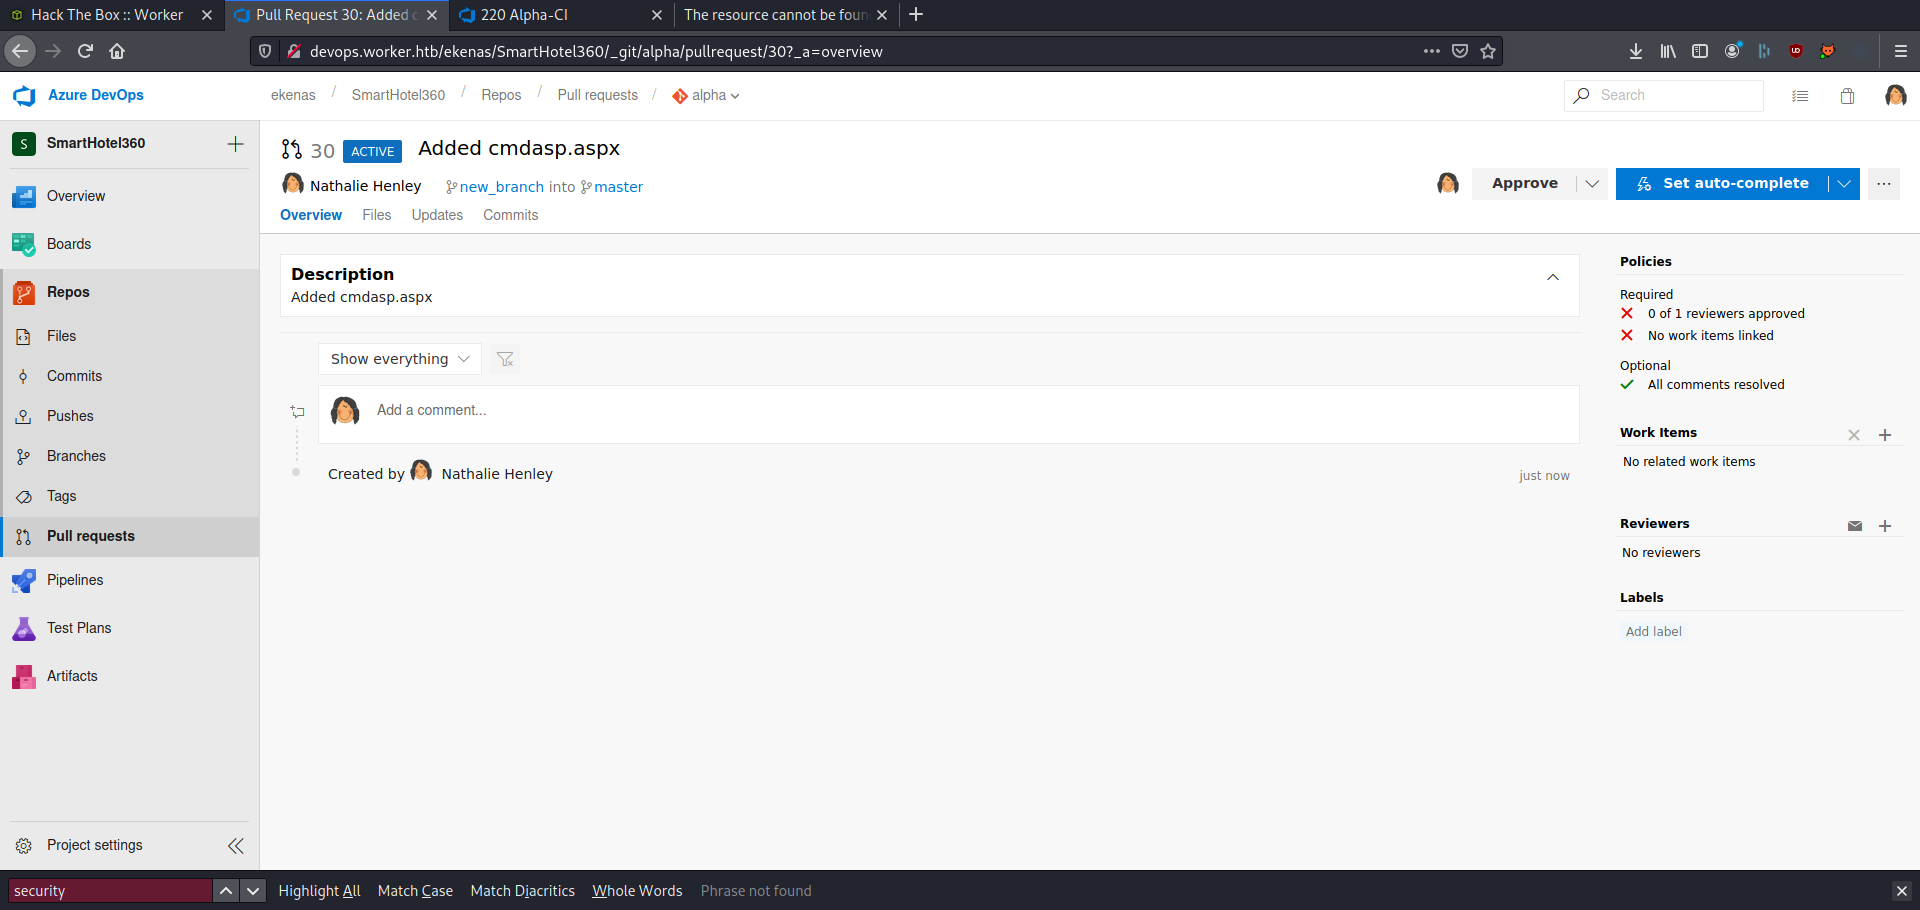 Hack The Box :: Worker
Pull Request 30: Added c
220 Alpha-CI
The resource cannot be foun
devops.worker.htb/ekenas/SmartHotel360/_git/alpha/pullrequest/30?_a=overview
Azure DevOps
ekenas / SmartHotel360 / Repos / Pull requests / alpha
Search
S SmartHotel360
Overview
Boards
Repos
Files
Commits
Pushes
Branches
Tags
Pull requests
Pipelines
Test Plans
Artifacts
Project settings
30 ACTIVE Added cmdasp.aspx
Nathalie Henley new_branch into master
Approve
Set auto-complete
Overview Files Updates Commits
Description
Added cmdasp.aspx
Show everything
Add a comment...
Created by Nathalie Henley
just now
Policies
Required
0 of 1 reviewers approved
No work items linked
Optional
All comments resolved
Work Items
No related work items
Reviewers
No reviewers
Labels
Add label
security
Highlight All Match Case Match Diacritics Whole Words Phrase not found